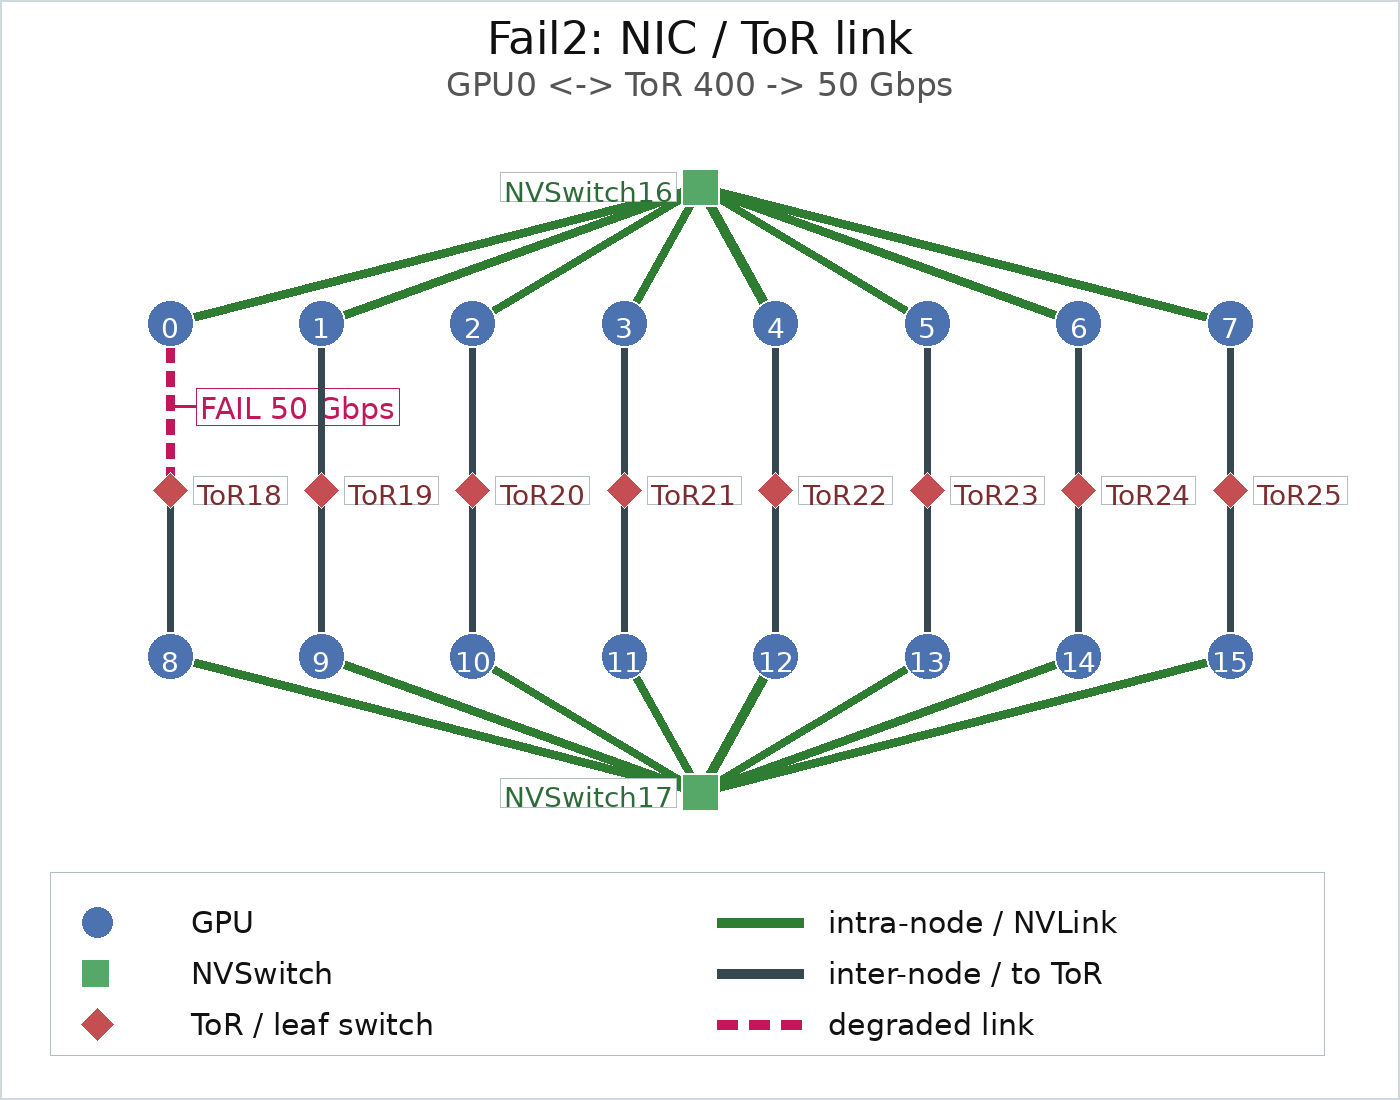 Fail2: NIC / ToR link
GPU0 <-> ToR 400 -> 50 Gbps
NVSwitch16
0 1 2 3 4 5 6 7
FAIL 50 Gbps
ToR18 ToR19 ToR20 ToR21 ToR22 ToR23 ToR24 ToR25
8 9 10 11 12 13 14 15
NVSwitch17
GPU
NVSwitch
ToR / leaf switch
intra-node / NVLink
inter-node / to ToR
degraded link